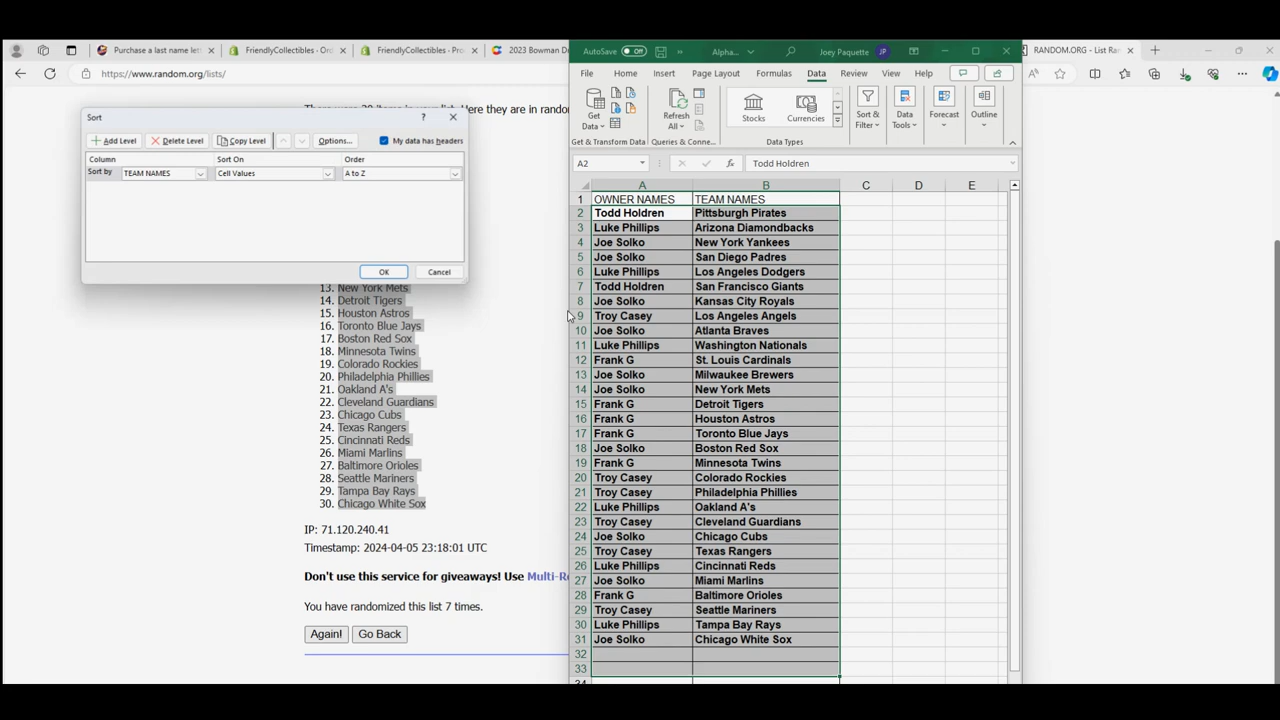 Purchase a last name lett
FriendlyCollectibles - Ord
FriendlyCollectibles - Pro
2023 Bowman D
RANDOM.ORG - List Ran
https://www.random.org/lists/
Here they are in random
Sort
Add Level
Delete Level
Copy Level
Options...
My data has headers
Column
Sort On
Order
Sort by
TEAM NAMES
Cell Values
A to Z
OK
Cancel
13. New York Mets
14. Detroit Tigers
15. Houston Astros
16. Toronto Blue Jays
17. Boston Red Sox
18. Minnesota Twins
19. Colorado Rockies
20. Philadelphia Phillies
21. Oakland A's
22. Cleveland Guardians
23. Chicago Cubs
24. Texas Rangers
25. Cincinnati Reds
26. Miami Marlins
27. Baltimore Orioles
28. Seattle Mariners
29. Tampa Bay Rays
30. Chicago White Sox
IP: 71.120.240.41
Timestamp: 2024-04-05 23:18:01 UTC
Don't use this service for giveaways! Use Multi-Ro
You have randomized this list 7 times.
Again!
Go Back
AutoSave Off
Alpha...
Joey Paquette JP
File Home Insert Page Layout Formulas Data Review View Help
Get Data
Refresh All
Stocks
Currencies
Sort & Filter
Data Tools
Forecast
Outline
Get & Transform Data
Queries & Conne...
Data Types
A2
fx
Todd Holdren
A B C D E
1 OWNER NAMES TEAM NAMES
2 Todd Holdren Pittsburgh Pirates
3 Luke Phillips Arizona Diamondbacks
4 Joe Solko New York Yankees
5 Joe Solko San Diego Padres
6 Luke Phillips Los Angeles Dodgers
7 Todd Holdren San Francisco Giants
8 Joe Solko Kansas City Royals
9 Troy Casey Los Angeles Angels
10 Joe Solko Atlanta Braves
11 Luke Phillips Washington Nationals
12 Frank G St. Louis Cardinals
13 Joe Solko Milwaukee Brewers
14 Joe Solko New York Mets
15 Frank G Detroit Tigers
16 Frank G Houston Astros
17 Frank G Toronto Blue Jays
18 Joe Solko Boston Red Sox
19 Frank G Minnesota Twins
20 Troy Casey Colorado Rockies
21 Troy Casey Philadelphia Phillies
22 Luke Phillips Oakland A's
23 Troy Casey Cleveland Guardians
24 Joe Solko Chicago Cubs
25 Troy Casey Texas Rangers
26 Luke Phillips Cincinnati Reds
27 Joe Solko Miami Marlins
28 Frank G Baltimore Orioles
29 Troy Casey Seattle Mariners
30 Luke Phillips Tampa Bay Rays
31 Joe Solko Chicago White Sox
32
33